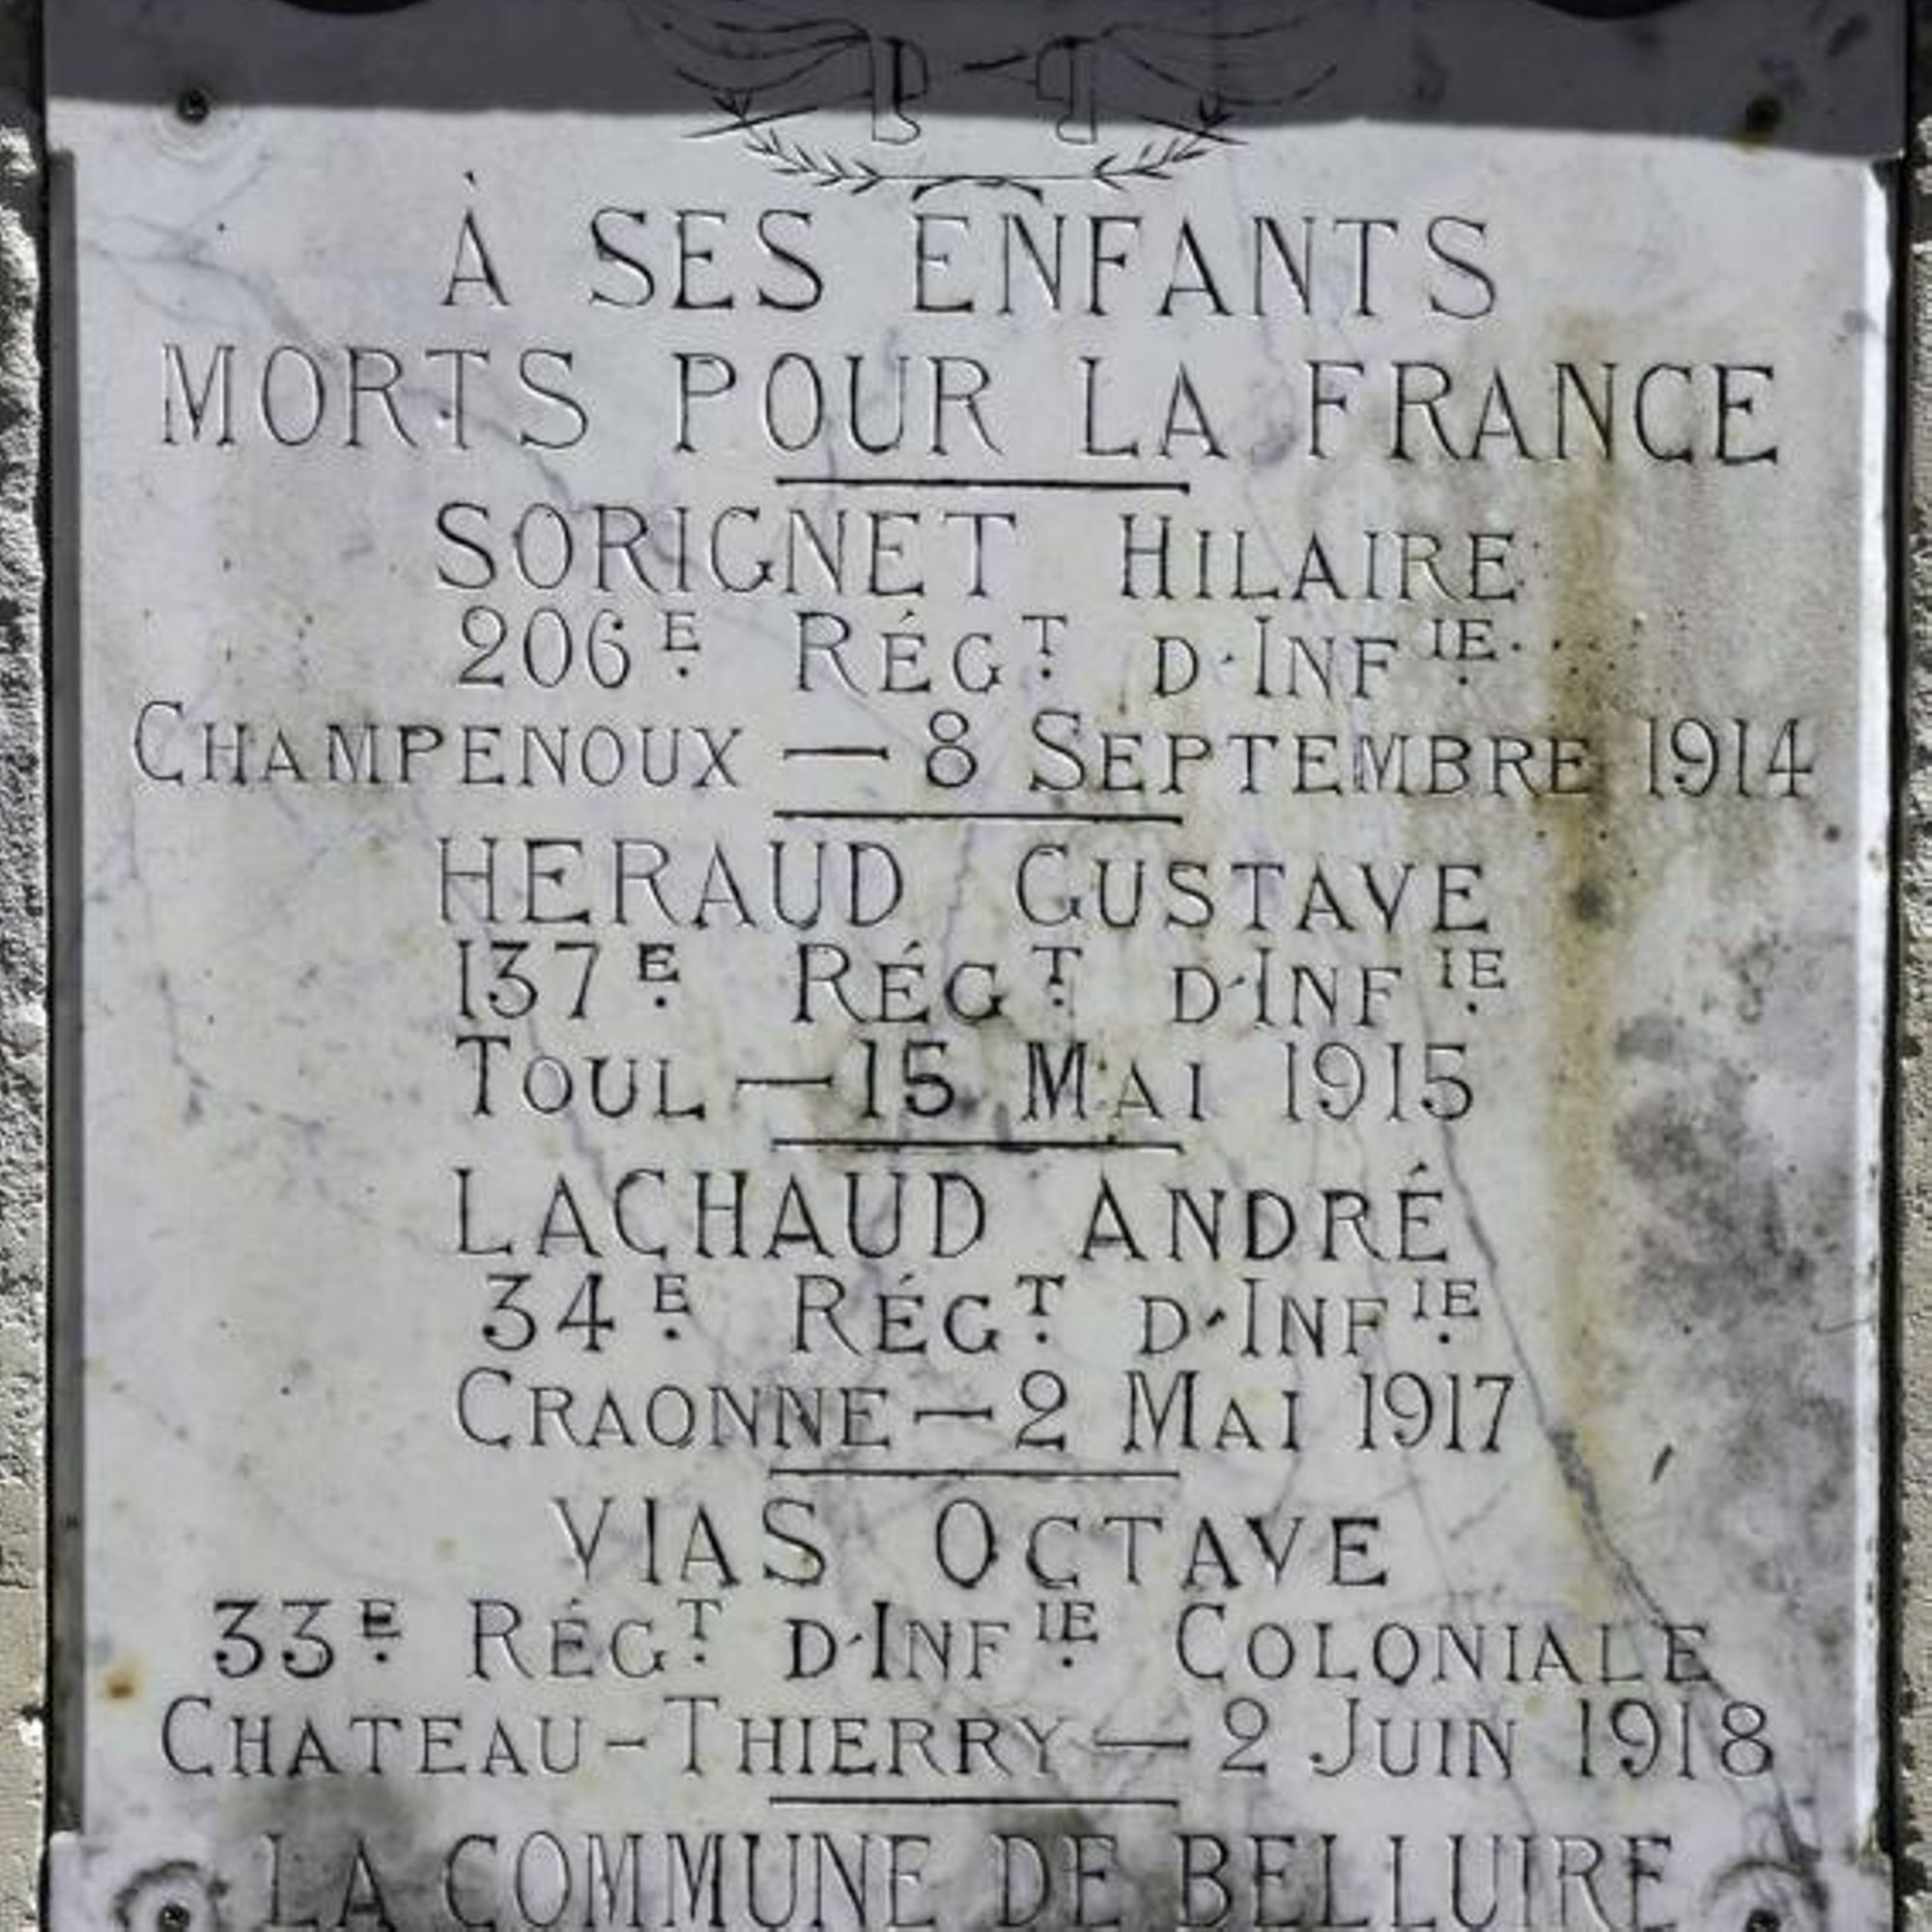 À SES ENFANTS
MORTS POUR LA FRANCE
SORIGNET HILAIRE
206E RÉGT D'INFIE
CHAMPENOUX — 8 SEPTEMBRE 1914
HERAUD GUSTAVE
137E RÉGT D'INFIE
TOUL — 15 MAI 1915
LACHAUD ANDRÉ
34E RÉGT D'INFIE
CRAONNE — 2 MAI 1917
VIAS OCTAVE
33E RÉGT D'INFIE COLONIALE
CHATEAU-THIERRY — 2 JUIN 1918
LA COMMUNE DE BELLUIRE